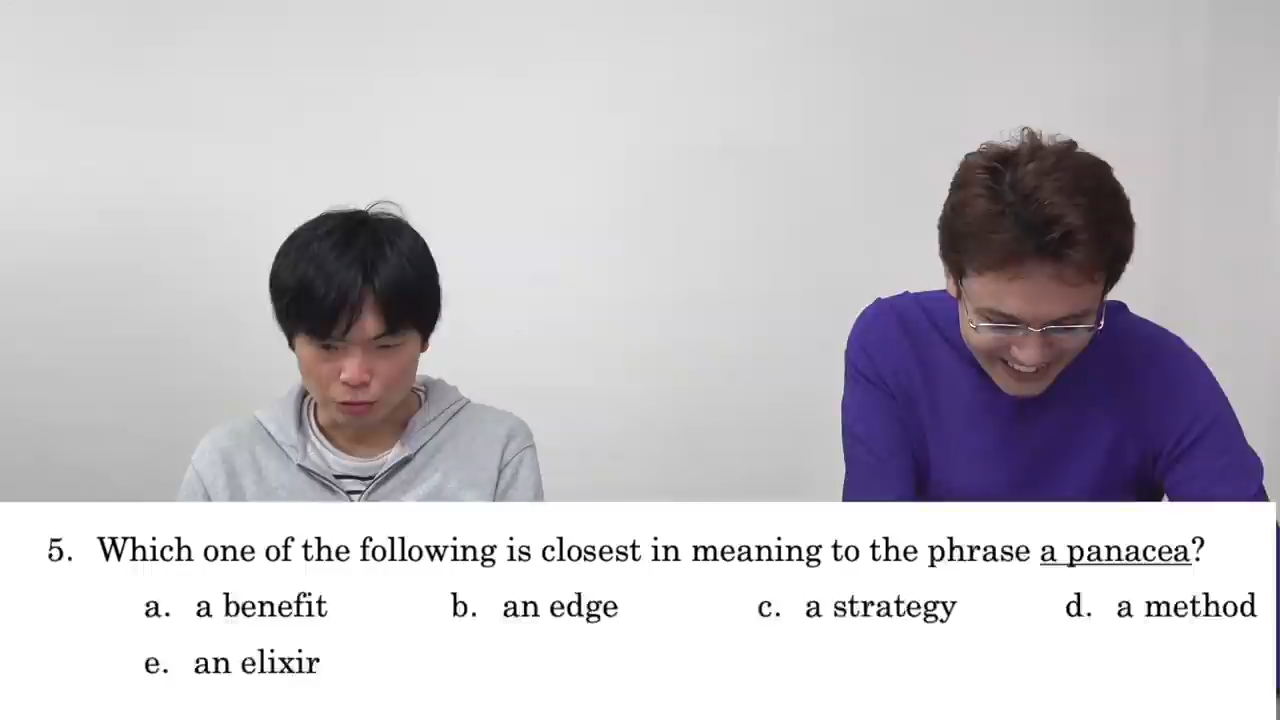 5. Which one of the following is closest in meaning to the phrase a panacea?
a. a benefit b. an edge c. a strategy d. a method
e. an elixir